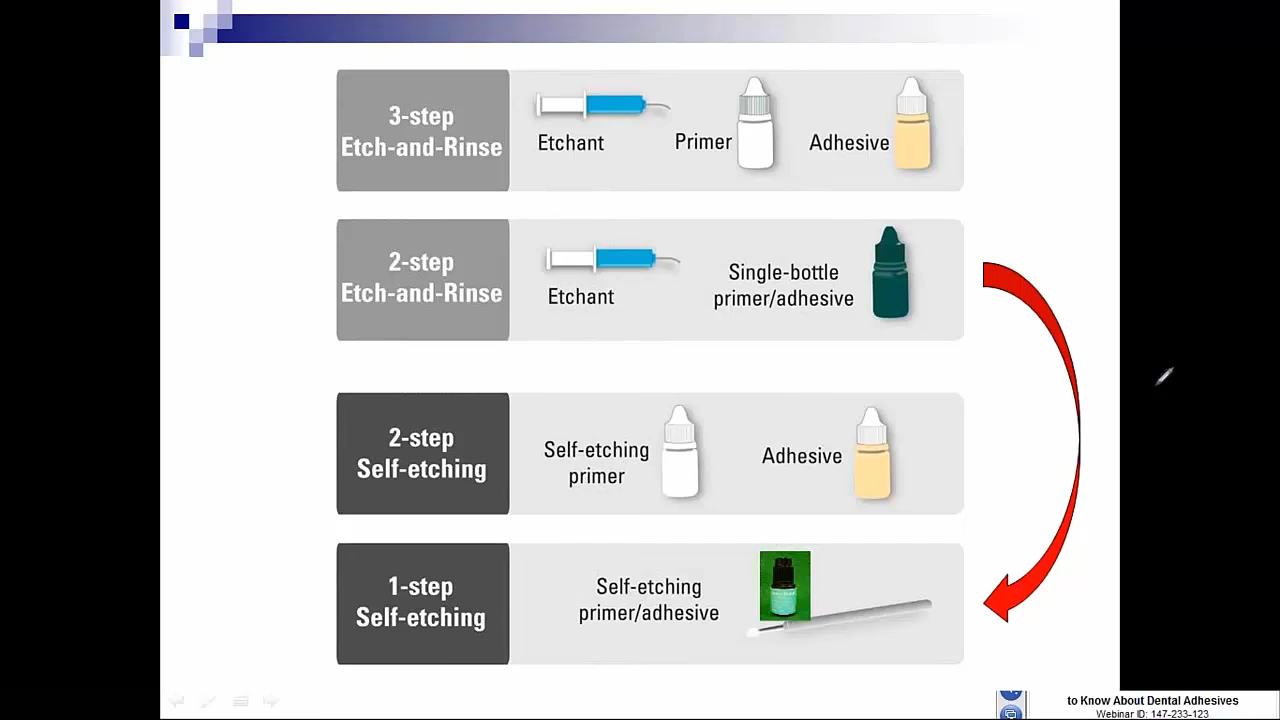 3-step
Etch-and-Rinse
Etchant
Primer
Adhesive
2-step
Etch-and-Rinse
Etchant
Single-bottle
primer/adhesive
2-step
Self-etching
Self-etching
primer
Adhesive
1-step
Self-etching
Self-etching
primer/adhesive
to Know About Dental Adhesives
Webinar ID: 147-233-123